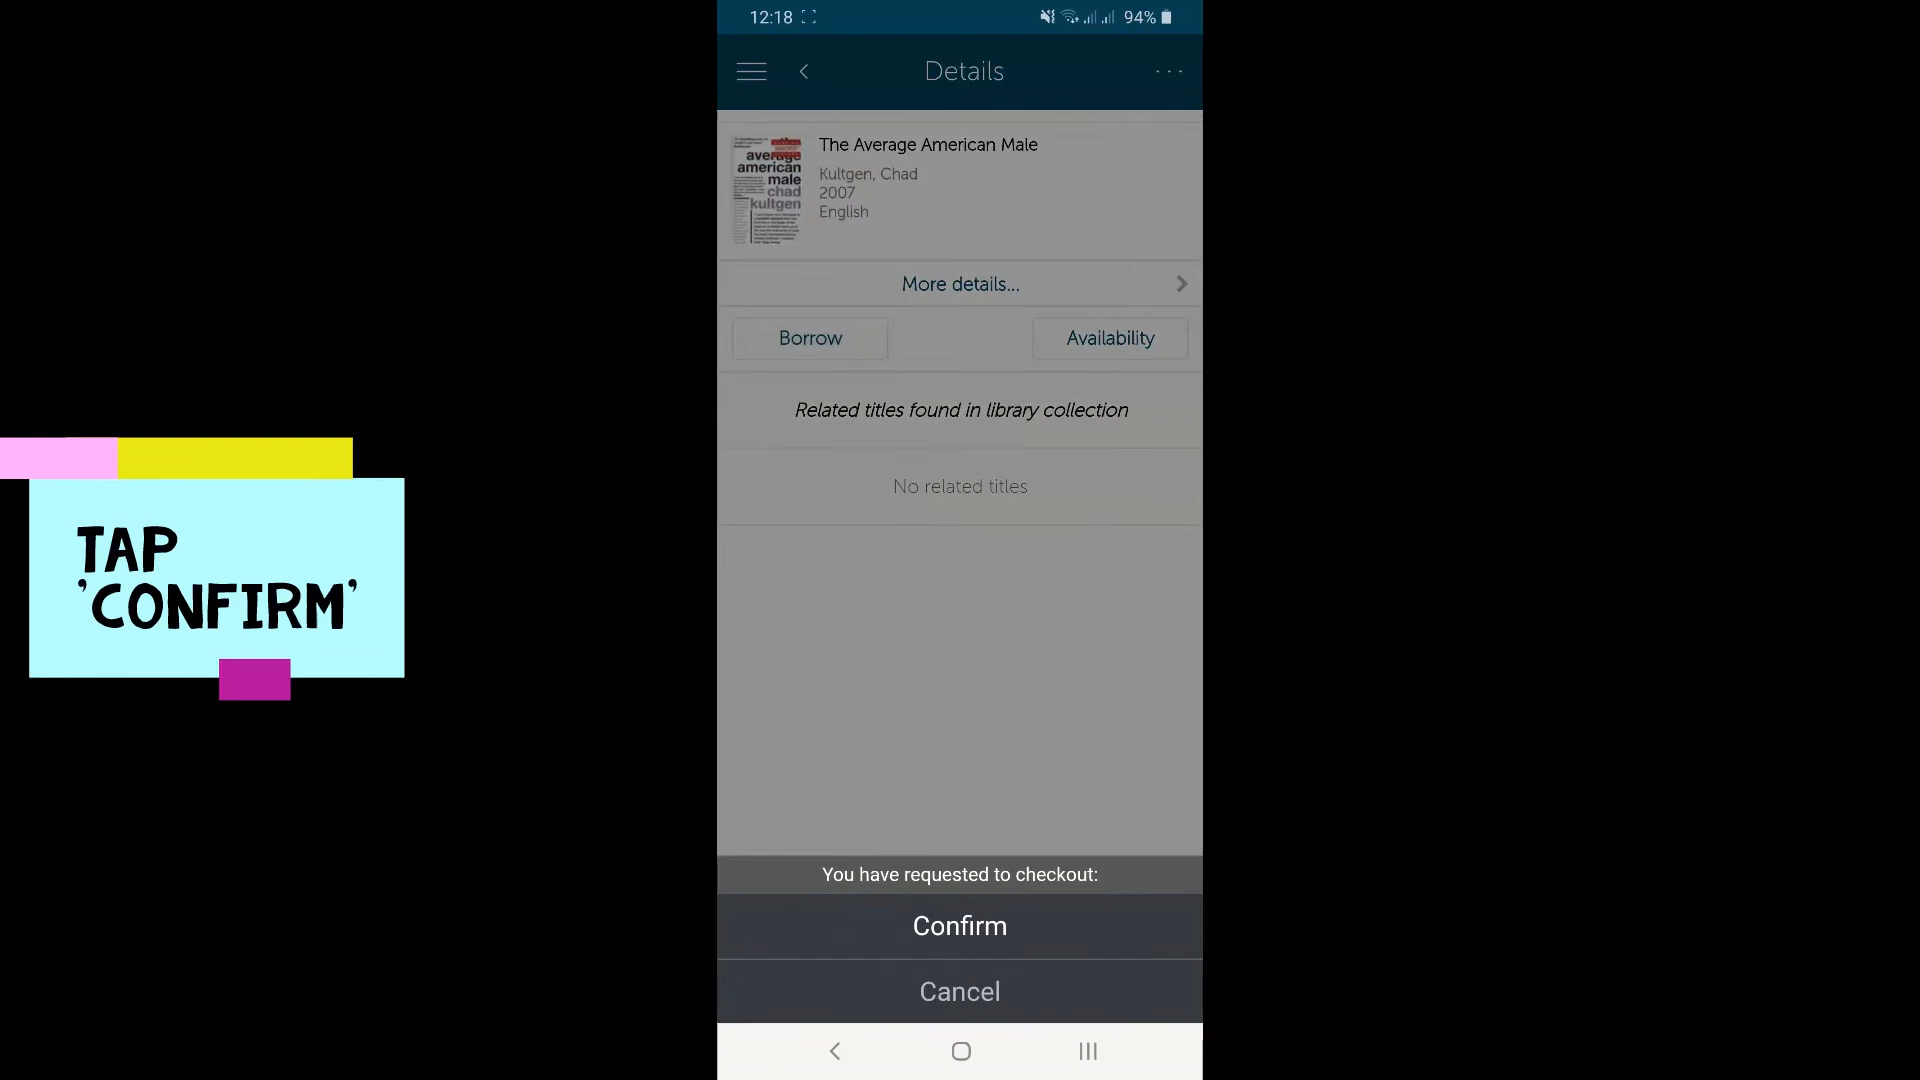 12:18
94%
Details
average
american
male
chad
kultgen
The Average American Male
Kultgen, Chad
2007
English
More details...
Borrow
Availability
Related titles found in library collection
No related titles
TAP
'CONFIRM'
You have requested to checkout:
Confirm
Cancel